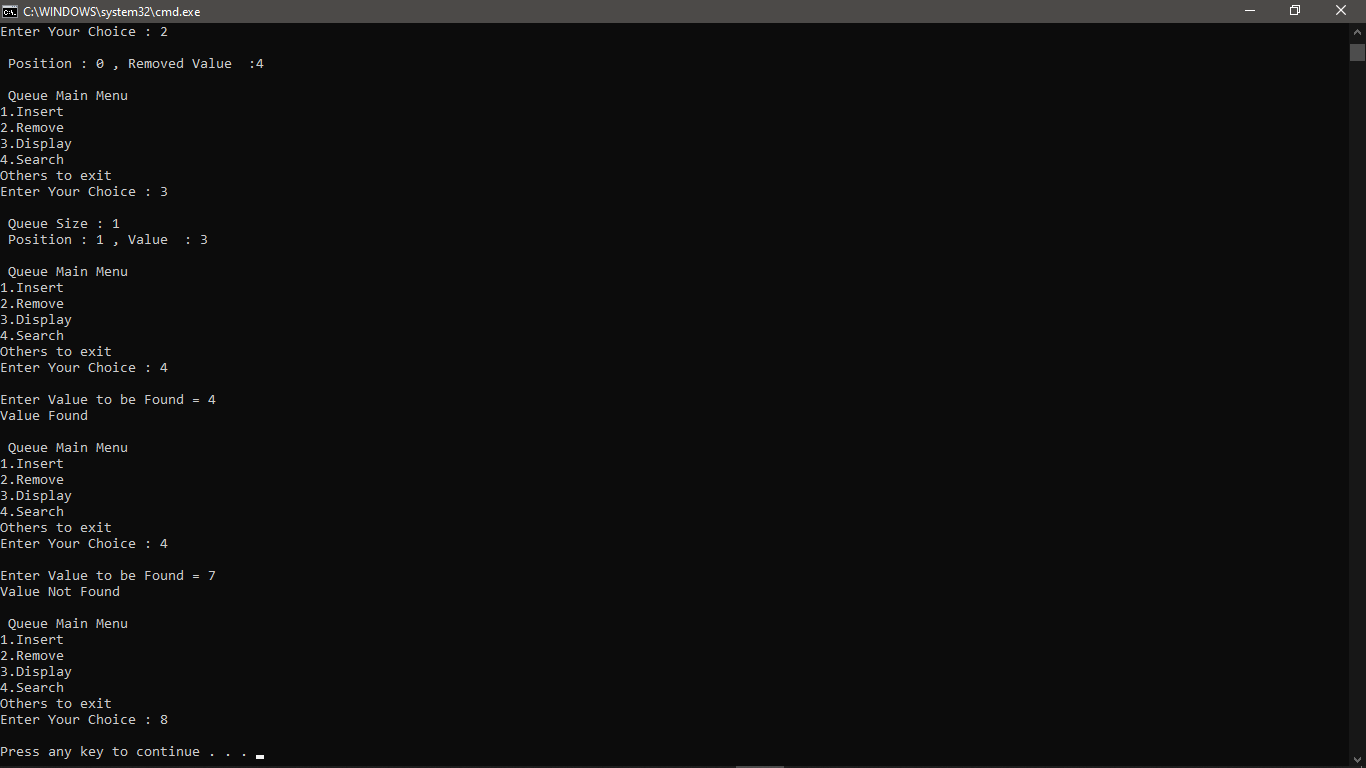 C:\WINDOWS\system32\cmd.exe
Enter Your Choice : 2
Position : 0 , Removed Value  :4
Queue Main Menu
1.Insert
2.Remove
3.Display
4.Search
Others to exit
Enter Your Choice : 3
Queue Size : 1
Position : 1 , Value  : 3
Queue Main Menu
1.Insert
2.Remove
3.Display
4.Search
Others to exit
Enter Your Choice : 4
Enter Value to be Found = 4
Value Found
Queue Main Menu
1.Insert
2.Remove
3.Display
4.Search
Others to exit
Enter Your Choice : 4
Enter Value to be Found = 7
Value Not Found
Queue Main Menu
1.Insert
2.Remove
3.Display
4.Search
Others to exit
Enter Your Choice : 8
Press any key to continue . . .